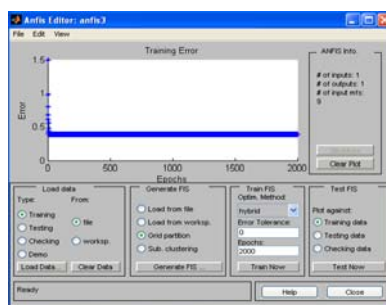 Anfis Editor: anfis3
File Edit View
Training Error
ANFIS Info.
1.5
1
0.5
0
Error
0 500 1000 1500 2000
Epochs
# of inputs: 1
# of outputs: 1
# of input mfs:
9
Clear Plot
Load data
Type: From:
Training
Testing
Checking
Demo
file
worksp.
Load Data... Clear Data
Generate FIS
Load from file
Load from worksp.
Grid partition
Sub. clustering
Generate FIS ...
Train FIS
Optim. Method:
hybrid
Error Tolerance:
0
Epochs:
2000
Train Now
Test FIS
Plot against:
Training data
Testing data
Checking data
Test Now
Ready
Help Close